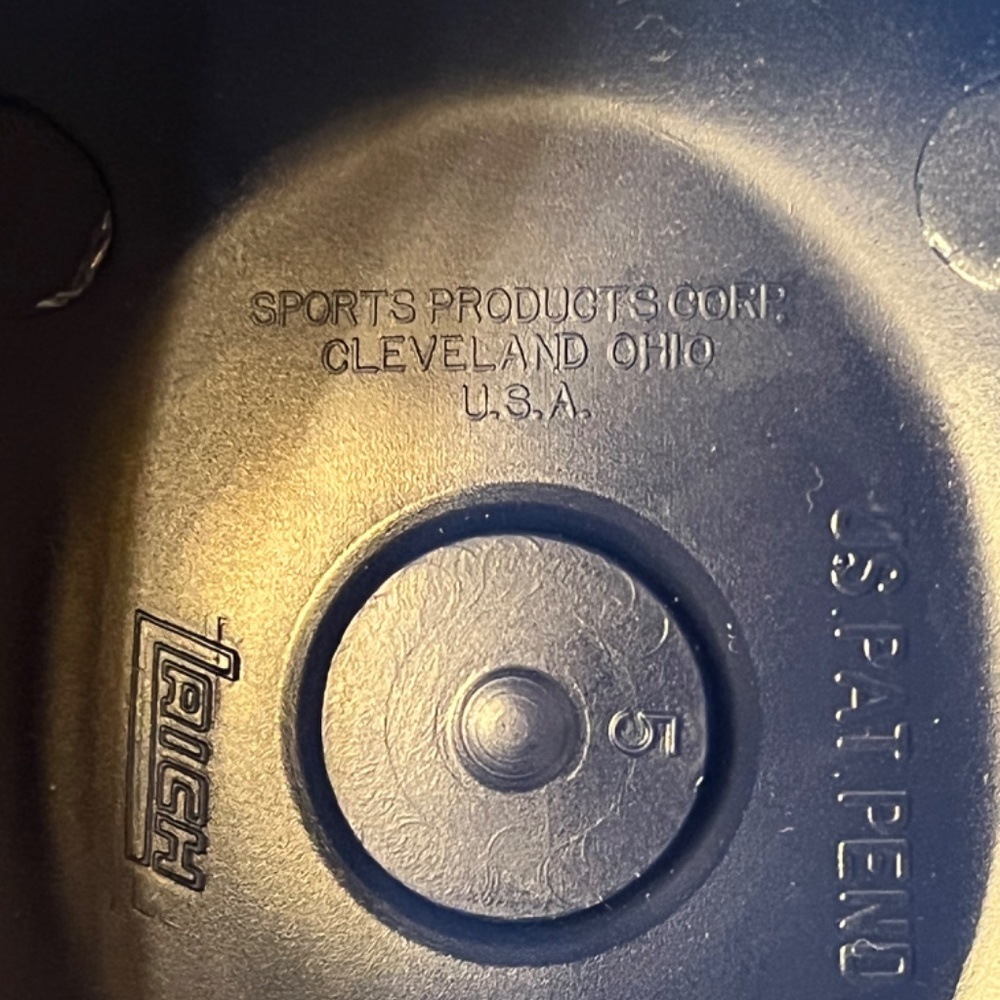 SPORTS PRODUCTS CORP.
CLEVELAND OHIO
U.S.A.
RICH
5
U.S. PAT. PEND